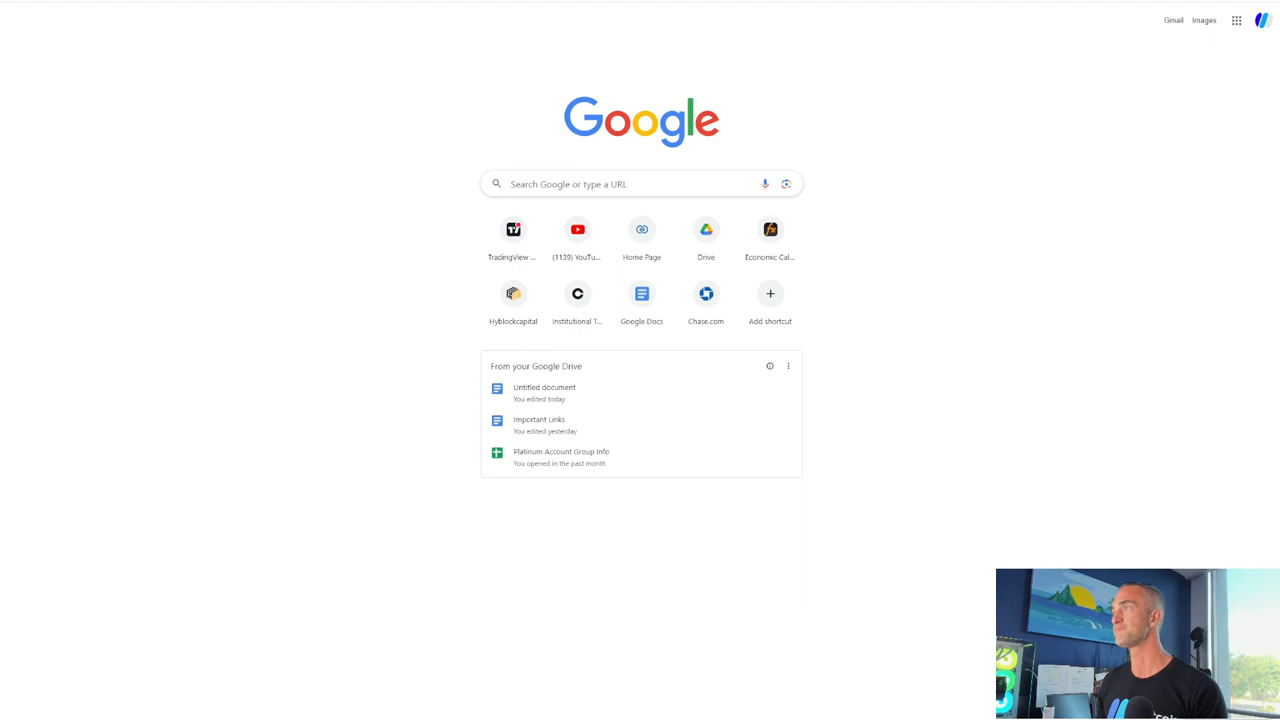 Gmail Images
Google
Search Google or type a URL
TradingView ...
(1139) YouTu...
Home Page
Drive
Economic Cal...
Hyblockcapital
Institutional T...
Google Docs
Chase.com
Add shortcut
From your Google Drive
Untitled document
You edited today
Important Links
You edited yesterday
Platinum Account Group Info
You opened in the past month